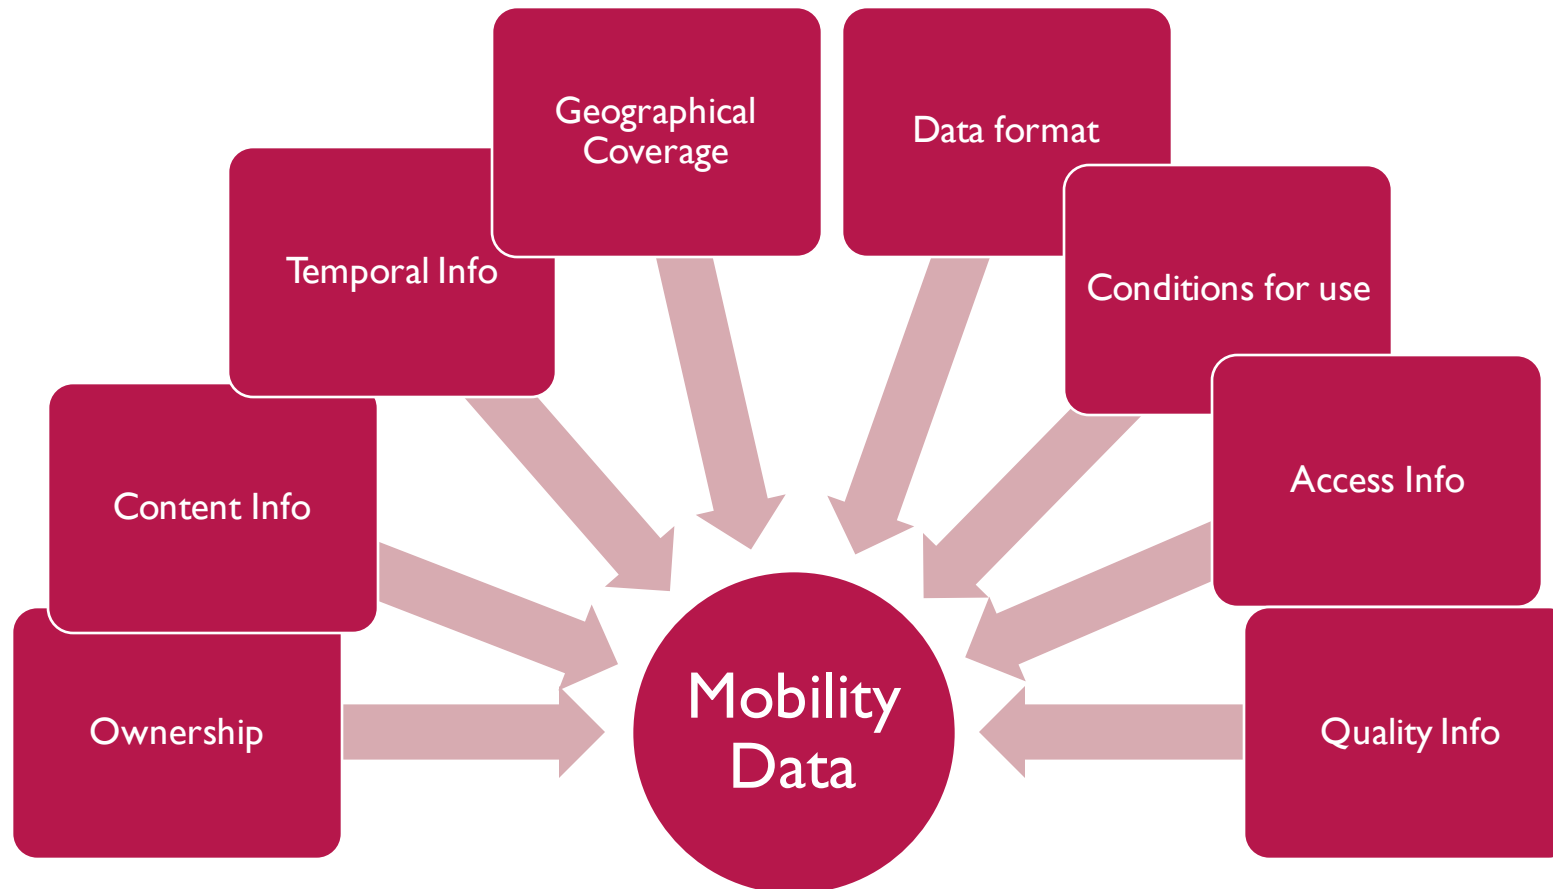 Geographical
Coverage
Data format
Temporal Info
Conditions for use
Content Info
Access Info
Ownership
Mobility
Data
Quality Info